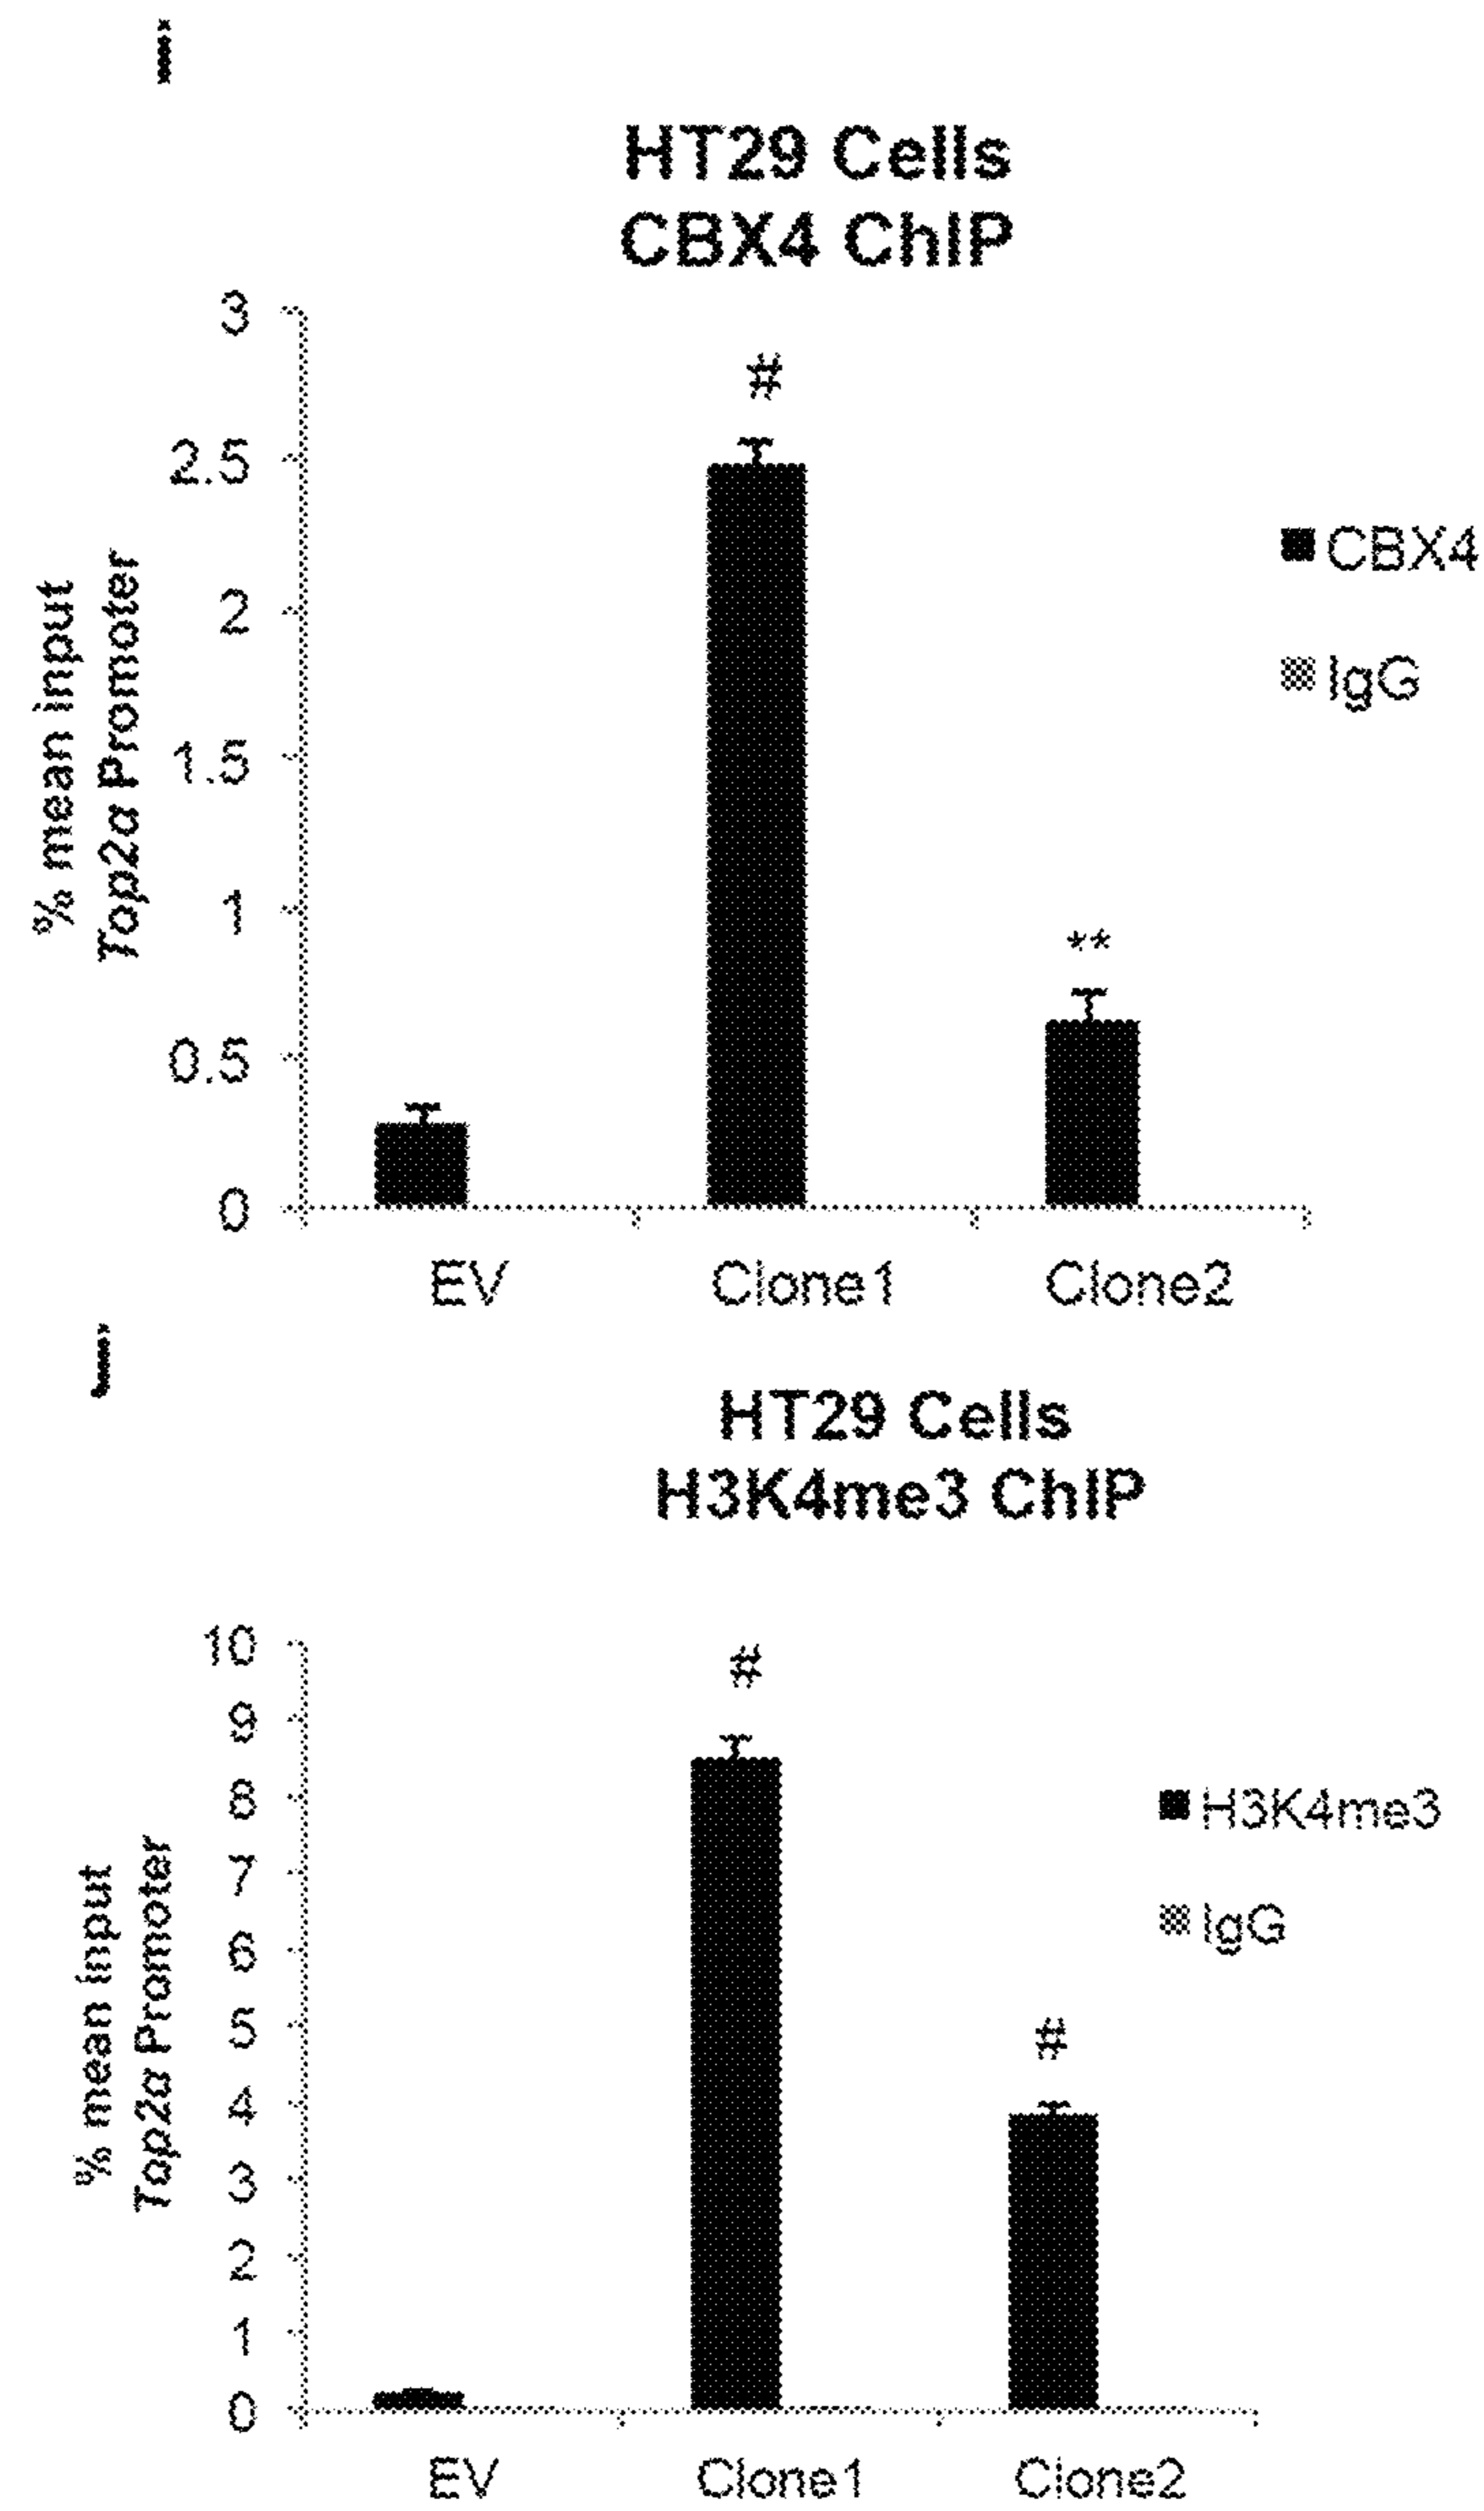 i
HT29 Cells
CBX4 ChIP
% mean input
Top2α Promoter
3
2.5
2
1.5
1
0.5
0
#
**
CBX4
IgG
EV Clone1 Clone2
j
HT29 Cells
H3K4me3 ChIP
% mean input
Top2α Promoter
10
9
8
7
6
5
4
3
2
1
0
#
#
H3K4me3
IgG
EV Clone1 Clone2